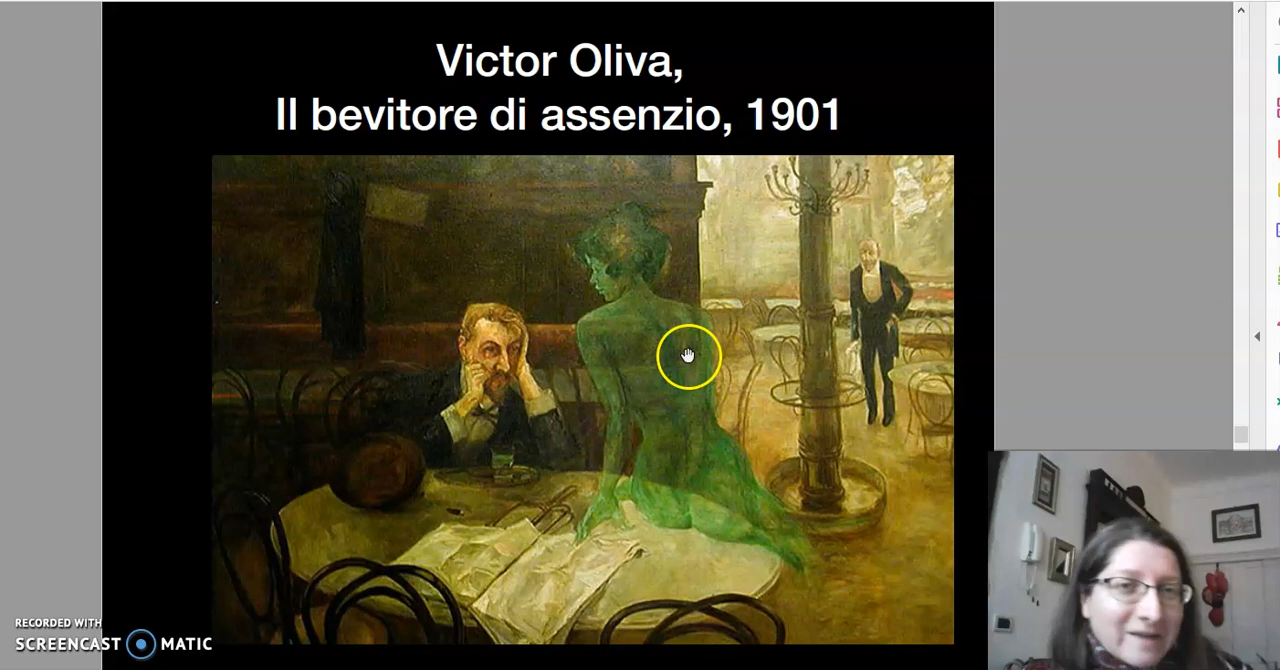 Victor Oliva,
Il bevitore di assenzio, 1901
RECORDED WITH
SCREENCAST MATIC